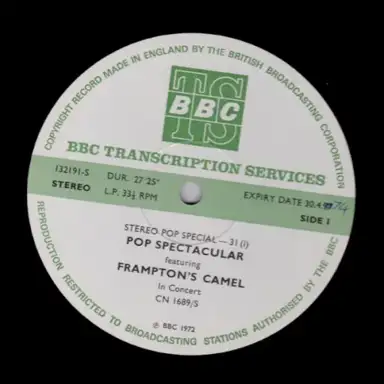 COPYRIGHT RECORD MADE IN ENGLAND BY THE BRITISH BROADCASTING CORPORATION
TS
BBC
BBC TRANSCRIPTION SERVICES
132191-S
DUR. 27'25"
STEREO
L.P. 33⅓ RPM
EXPIRY DATE 30.4.74
SIDE 1
STEREO POP SPECIAL — 31 (i)
POP SPECTACULAR
featuring
FRAMPTON'S CAMEL
In Concert
CN 1689/S
℗ BBC 1972
REPRODUCTION RESTRICTED TO BROADCASTING STATIONS AUTHORISED BY THE BBC